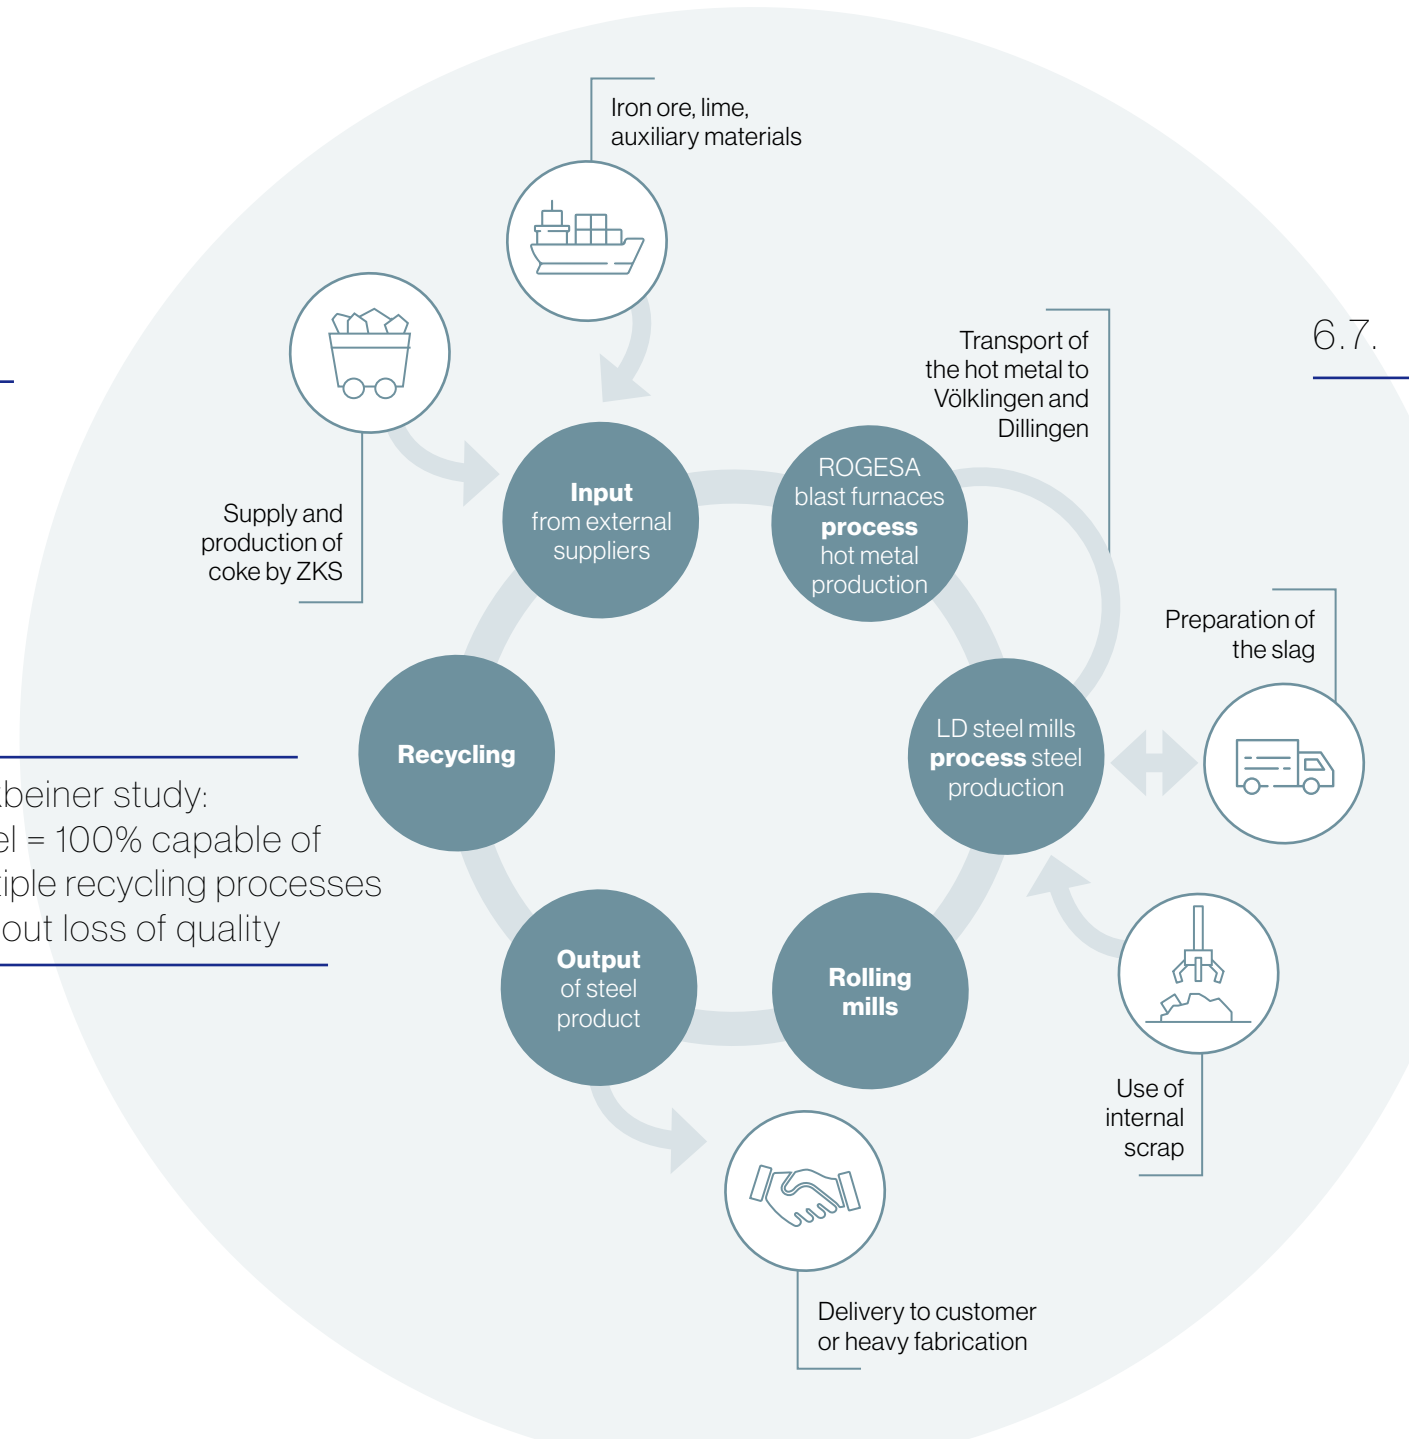 Iron ore, lime,
auxiliary materials
Supply and
production of
coke by ZKS
Input
from external
suppliers
ROGESA
blast furnaces
process
hot metal
production
Transport of
the hot metal to
Völklingen and
Dillingen
6.7.
Preparation of
the slag
LD steel mills
process steel
production
Recycling
beiner study:
= 100% capable of
recycling processes
out loss of quality
Output
of steel
product
Rolling
mills
Use of
internal
scrap
Delivery to customer
or heavy fabrication